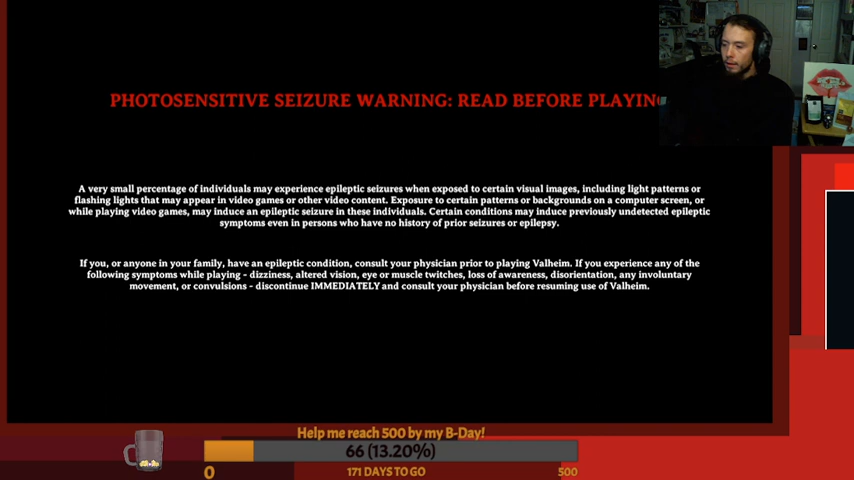 PHOTOSENSITIVE SEIZURE WARNING: READ BEFORE PLAYING
A very small percentage of individuals may experience epileptic seizures when exposed to certain visual images, including light patterns or
flashing lights that may appear in video games or other video content. Exposure to certain patterns or backgrounds on a computer screen, or
while playing video games, may induce an epileptic seizure in these individuals. Certain conditions may induce previously undetected epileptic
symptoms even in persons who have no history of prior seizures or epilepsy.
If you, or anyone in your family, have an epileptic condition, consult your physician prior to playing Valheim. If you experience any of the
following symptoms while playing - dizziness, altered vision, eye or muscle twitches, loss of awareness, disorientation, any involuntary
movement, or convulsions - discontinue IMMEDIATELY and consult your physician before resuming use of Valheim.
Help me reach 500 by my B-Day!
66 (13.20%)
0 171 DAYS TO GO 500